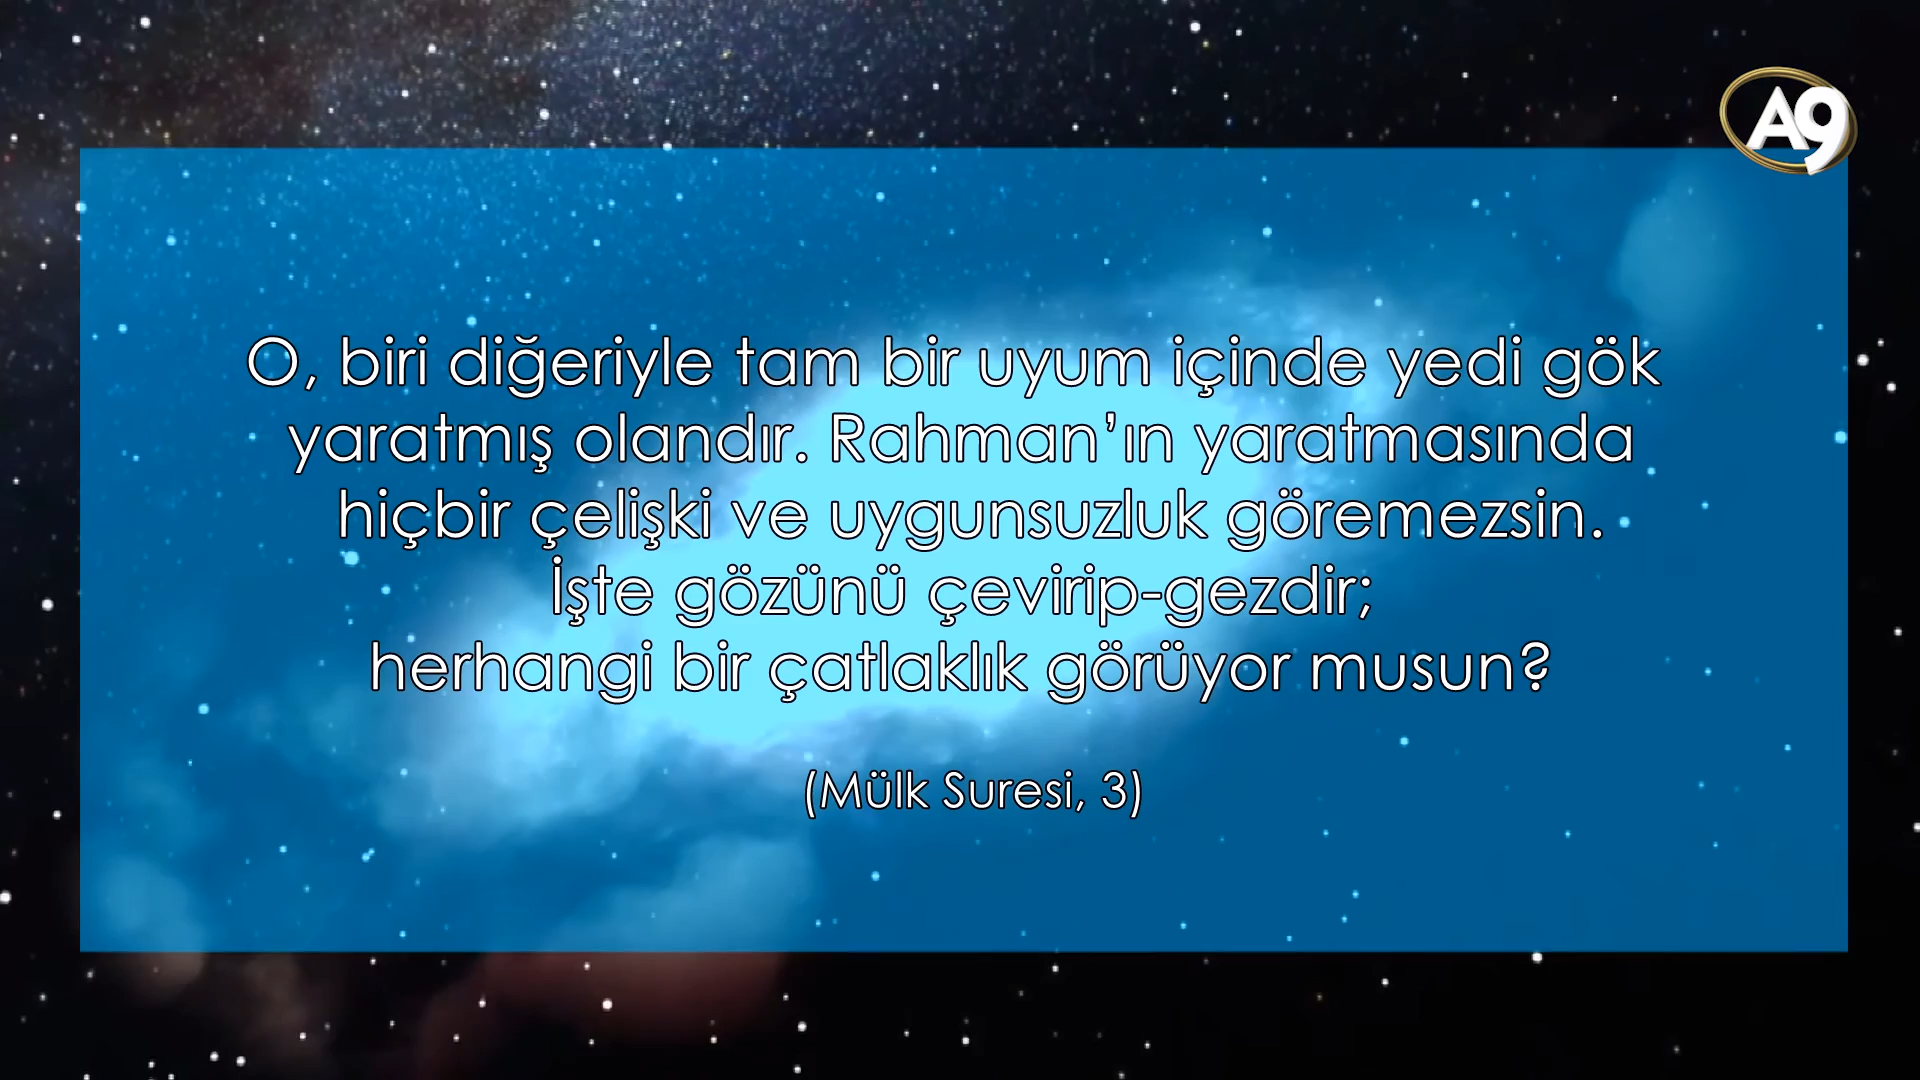 A9
O, biri diğeriyle tam bir uyum içinde yedi gök
yaratmış olandır. Rahman’ın yaratmasında
hiçbir çelişki ve uygunsuzluk göremezsin.
İşte gözünü çevirip-gezdir;
herhangi bir çatlaklık görüyor musun?
(Mülk Suresi, 3)